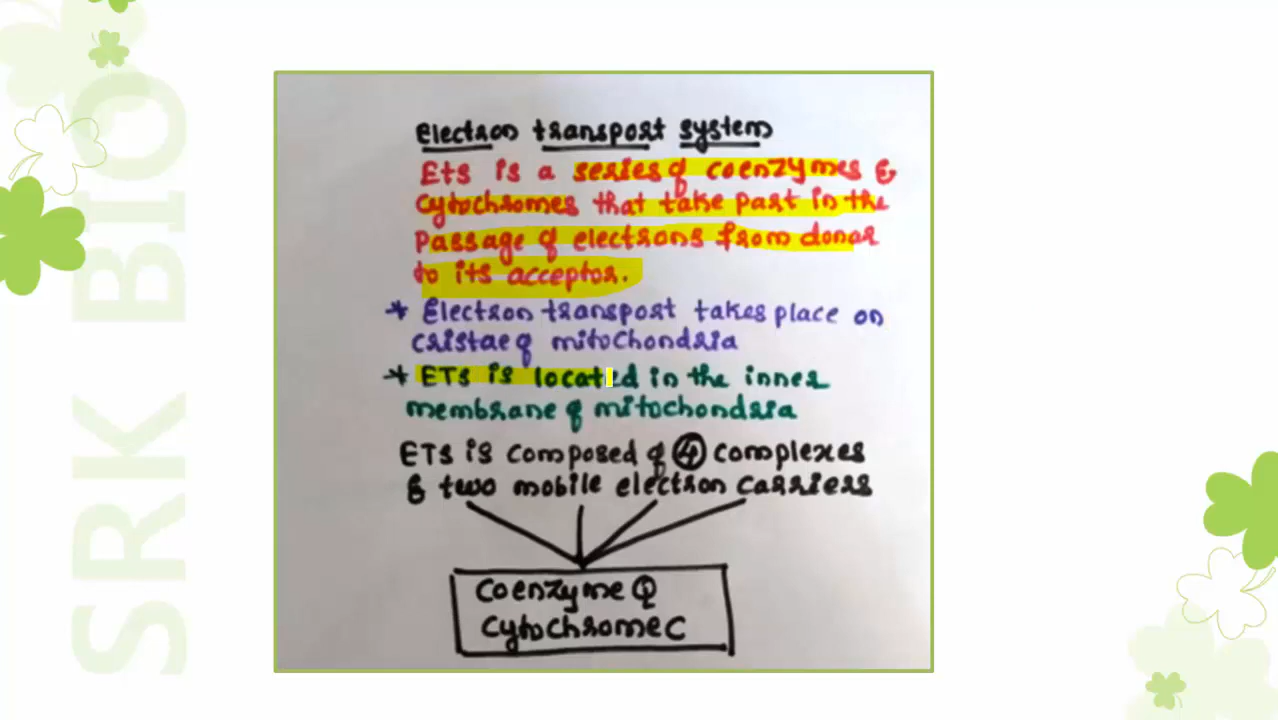 SRK BIO
Electron transport system
Ets is a series of coenzymes &
Cytochromes that take part in the
Passage of electrons from donar
to its acceptor.
* Electron transport takes place on
cristae of mitochondria
* ETS is located in the inner
membrane of mitochondria
ETS is composed of 4 complexes
& two mobile electron carriers
Coenzyme Q
Cytochrome C